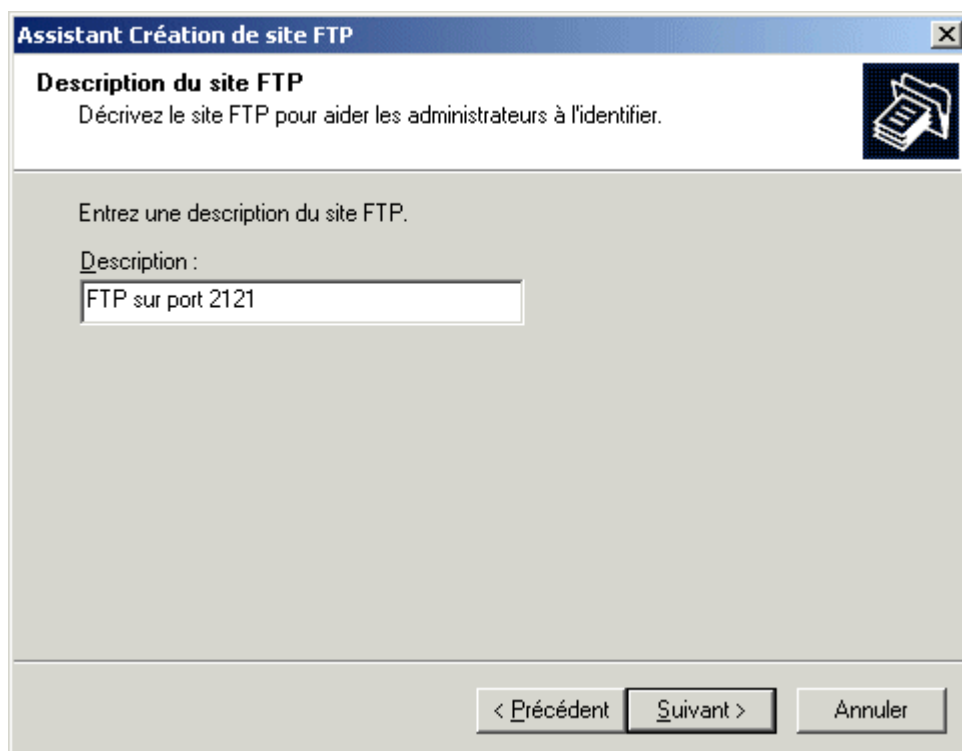 Assistant Création de site FTP
Description du site FTP
Décrivez le site FTP pour aider les administrateurs à l'identifier.
Entrez une description du site FTP.
Description :
FTP sur port 2121
< Précédent
Suivant >
Annuler